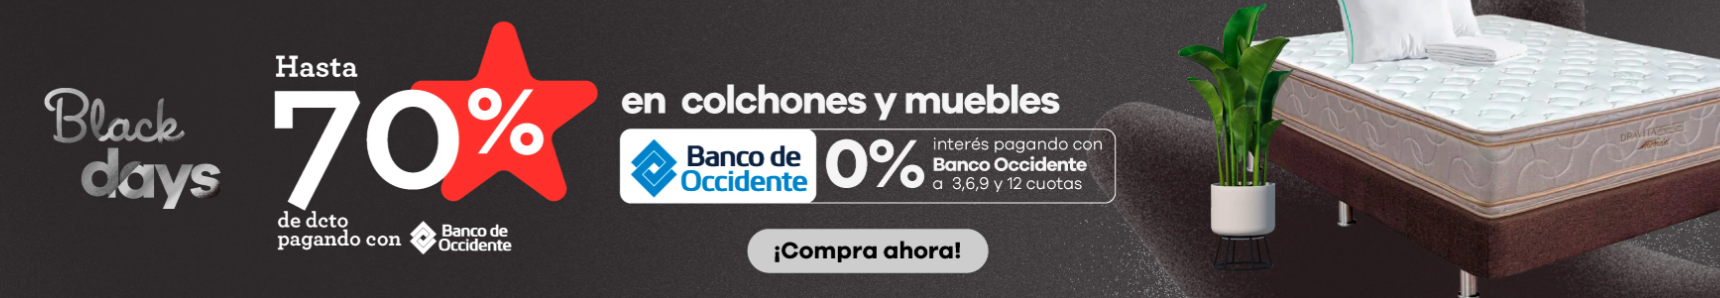 Black
days
Hasta
70%
de dcto
pagando con Banco de
Occidente
en colchones y muebles
Banco de
Occidente
0%
interés pagando con
Banco Occidente
a 3,6,9 y 12 cuotas
¡Compra ahora!